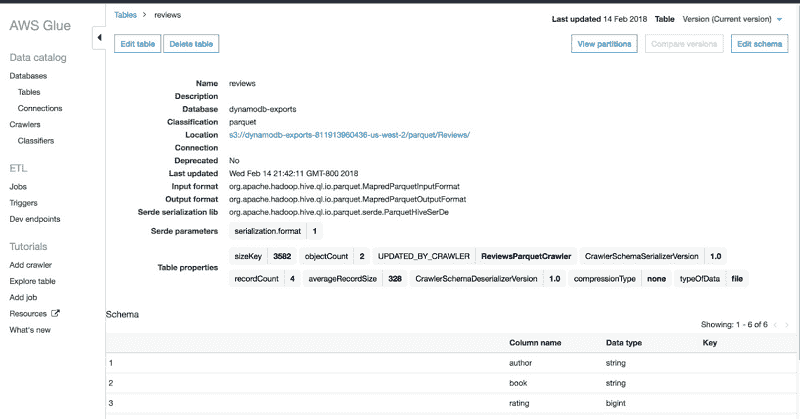 AWS Glue
Data catalog
Databases
Tables
Connections
Crawlers
Classifiers
ETL
Jobs
Triggers
Dev endpoints
Tutorials
Add crawler
Explore table
Add job
Resources
What's new
Tables > reviews
Last updated 14 Feb 2018 Table Version (Current version)
Edit table Delete table View partitions Compare versions Edit schema
Name reviews
Description
Database dynamodb-exports
Classification parquet
Location s3://dynamodb-exports-811913960436-us-west-2/parquet/Reviews/
Connection
Deprecated No
Last updated Wed Feb 14 21:42:11 GMT-800 2018
Input format org.apache.hadoop.hive.ql.io.parquet.MapredParquetInputFormat
Output format org.apache.hadoop.hive.ql.io.parquet.MapredParquetOutputFormat
Serde serialization lib org.apache.hadoop.hive.ql.io.parquet.serde.ParquetHiveSerDe
Serde parameters serialization.format 1
Table properties
sizeKey 3582 objectCount 2 UPDATED_BY_CRAWLER ReviewsParquetCrawler CrawlerSchemaSerializerVersion 1.0
recordCount 4 averageRecordSize 328 CrawlerSchemaDeserializerVersion 1.0 compressionType none typeOfData file
Schema
Showing: 1 - 6 of 6 < >
Column name Data type Key
1 author string
2 book string
3 rating bigint